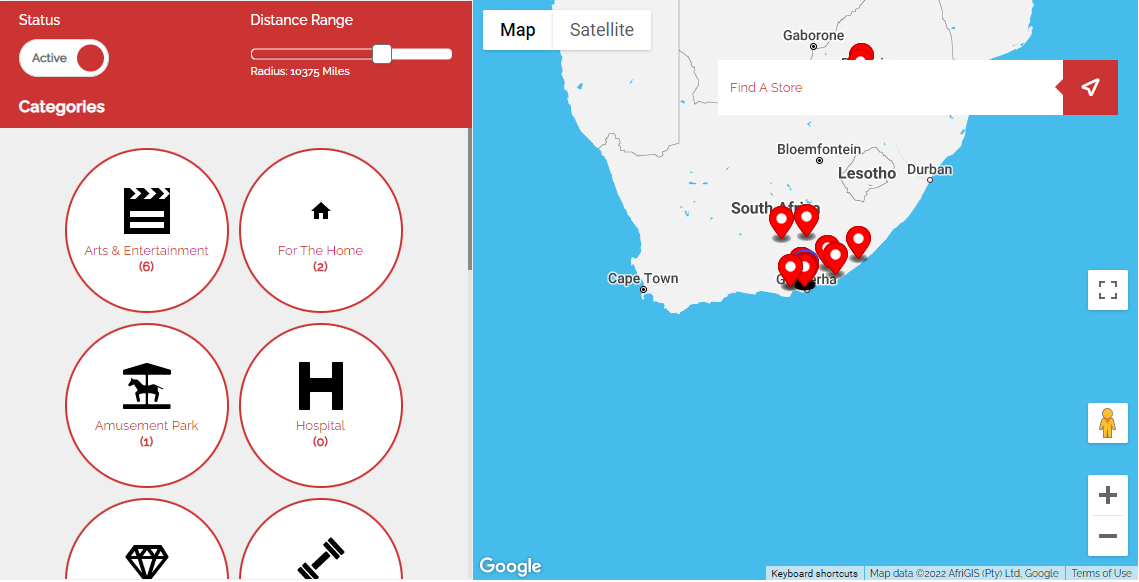 Status
Distance Range
Active
Radius: 10375 Miles
Categories
Arts & Entertainment
(6)
For The Home
(2)
Amusement Park
(1)
Hospital
(0)
Map
Satellite
Gaborone
Find A Store
Bloemfontein
Lesotho
Durban
South Africa
Cape Town
Google
Keyboard shortcuts
Map data ©2022 AfriGIS (Pty) Ltd, Google
Terms of Use